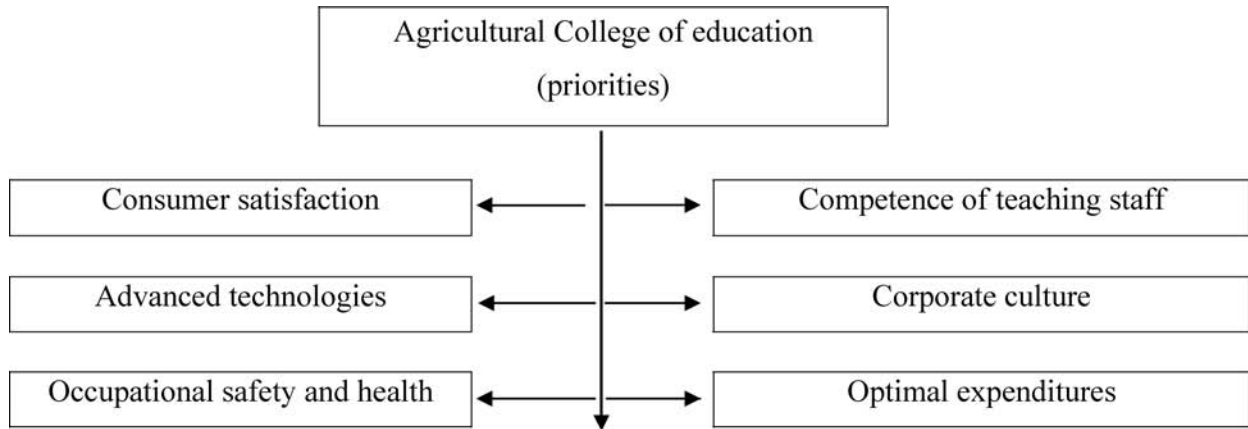 Agricultural College of education
(priorities)
Consumer satisfaction
Competence of teaching staff
Advanced technologies
Corporate culture
Occupational safety and health
Optimal expenditures